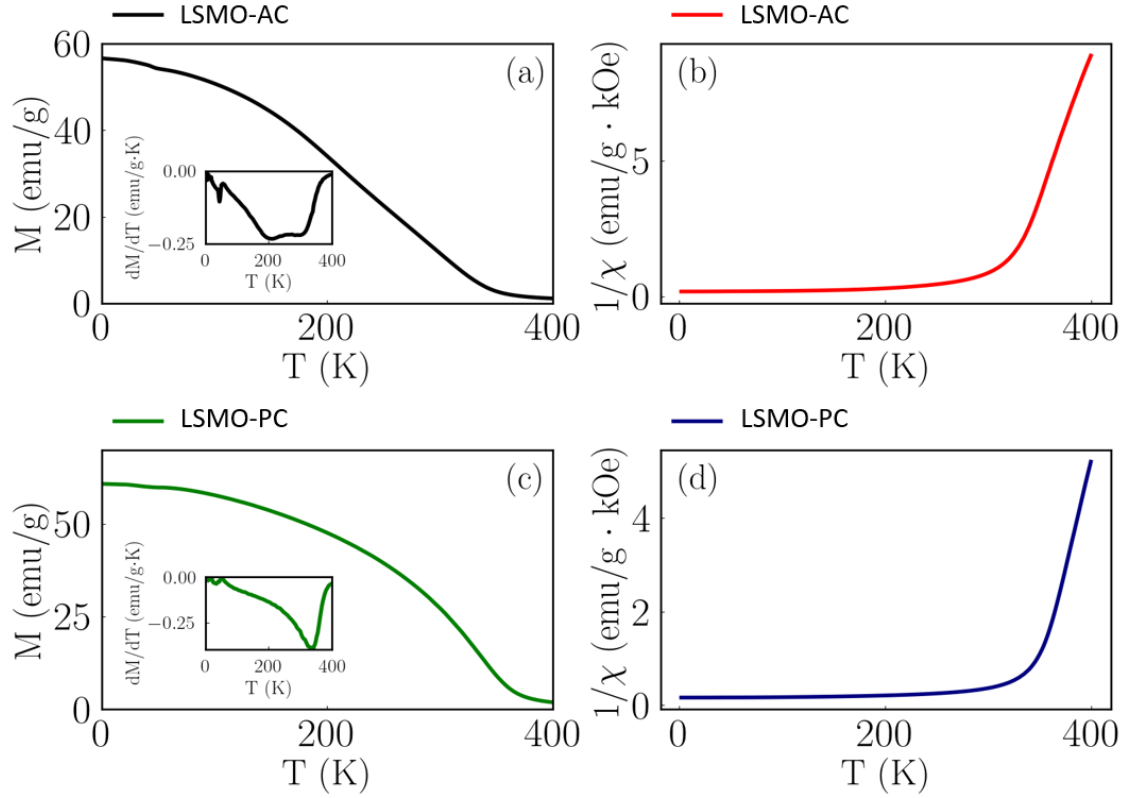 LSMO-AC
60
40
20
0
M (emu/g)
(a)
dM/dT (emu/g·K)
0.00
−0.25
0 200 400
T (K)
0 200 400
T (K)
LSMO-AC
5
0
1/χ (emu/g · kOe)
(b)
0 200 400
T (K)
LSMO-PC
50
25
0
M (emu/g)
(c)
dM/dT (emu/g·K)
0.00
−0.25
0 200 400
T (K)
0 200 400
T (K)
LSMO-PC
4
2
0
1/χ (emu/g · kOe)
(d)
0 200 400
T (K)